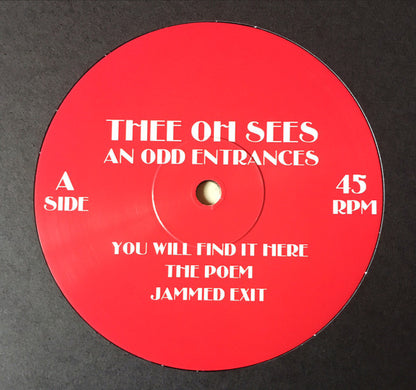 THEE OH SEES
AN ODD ENTRANCES
A
SIDE
45
RPM
YOU WILL FIND IT HERE
THE POEM
JAMMED EXIT